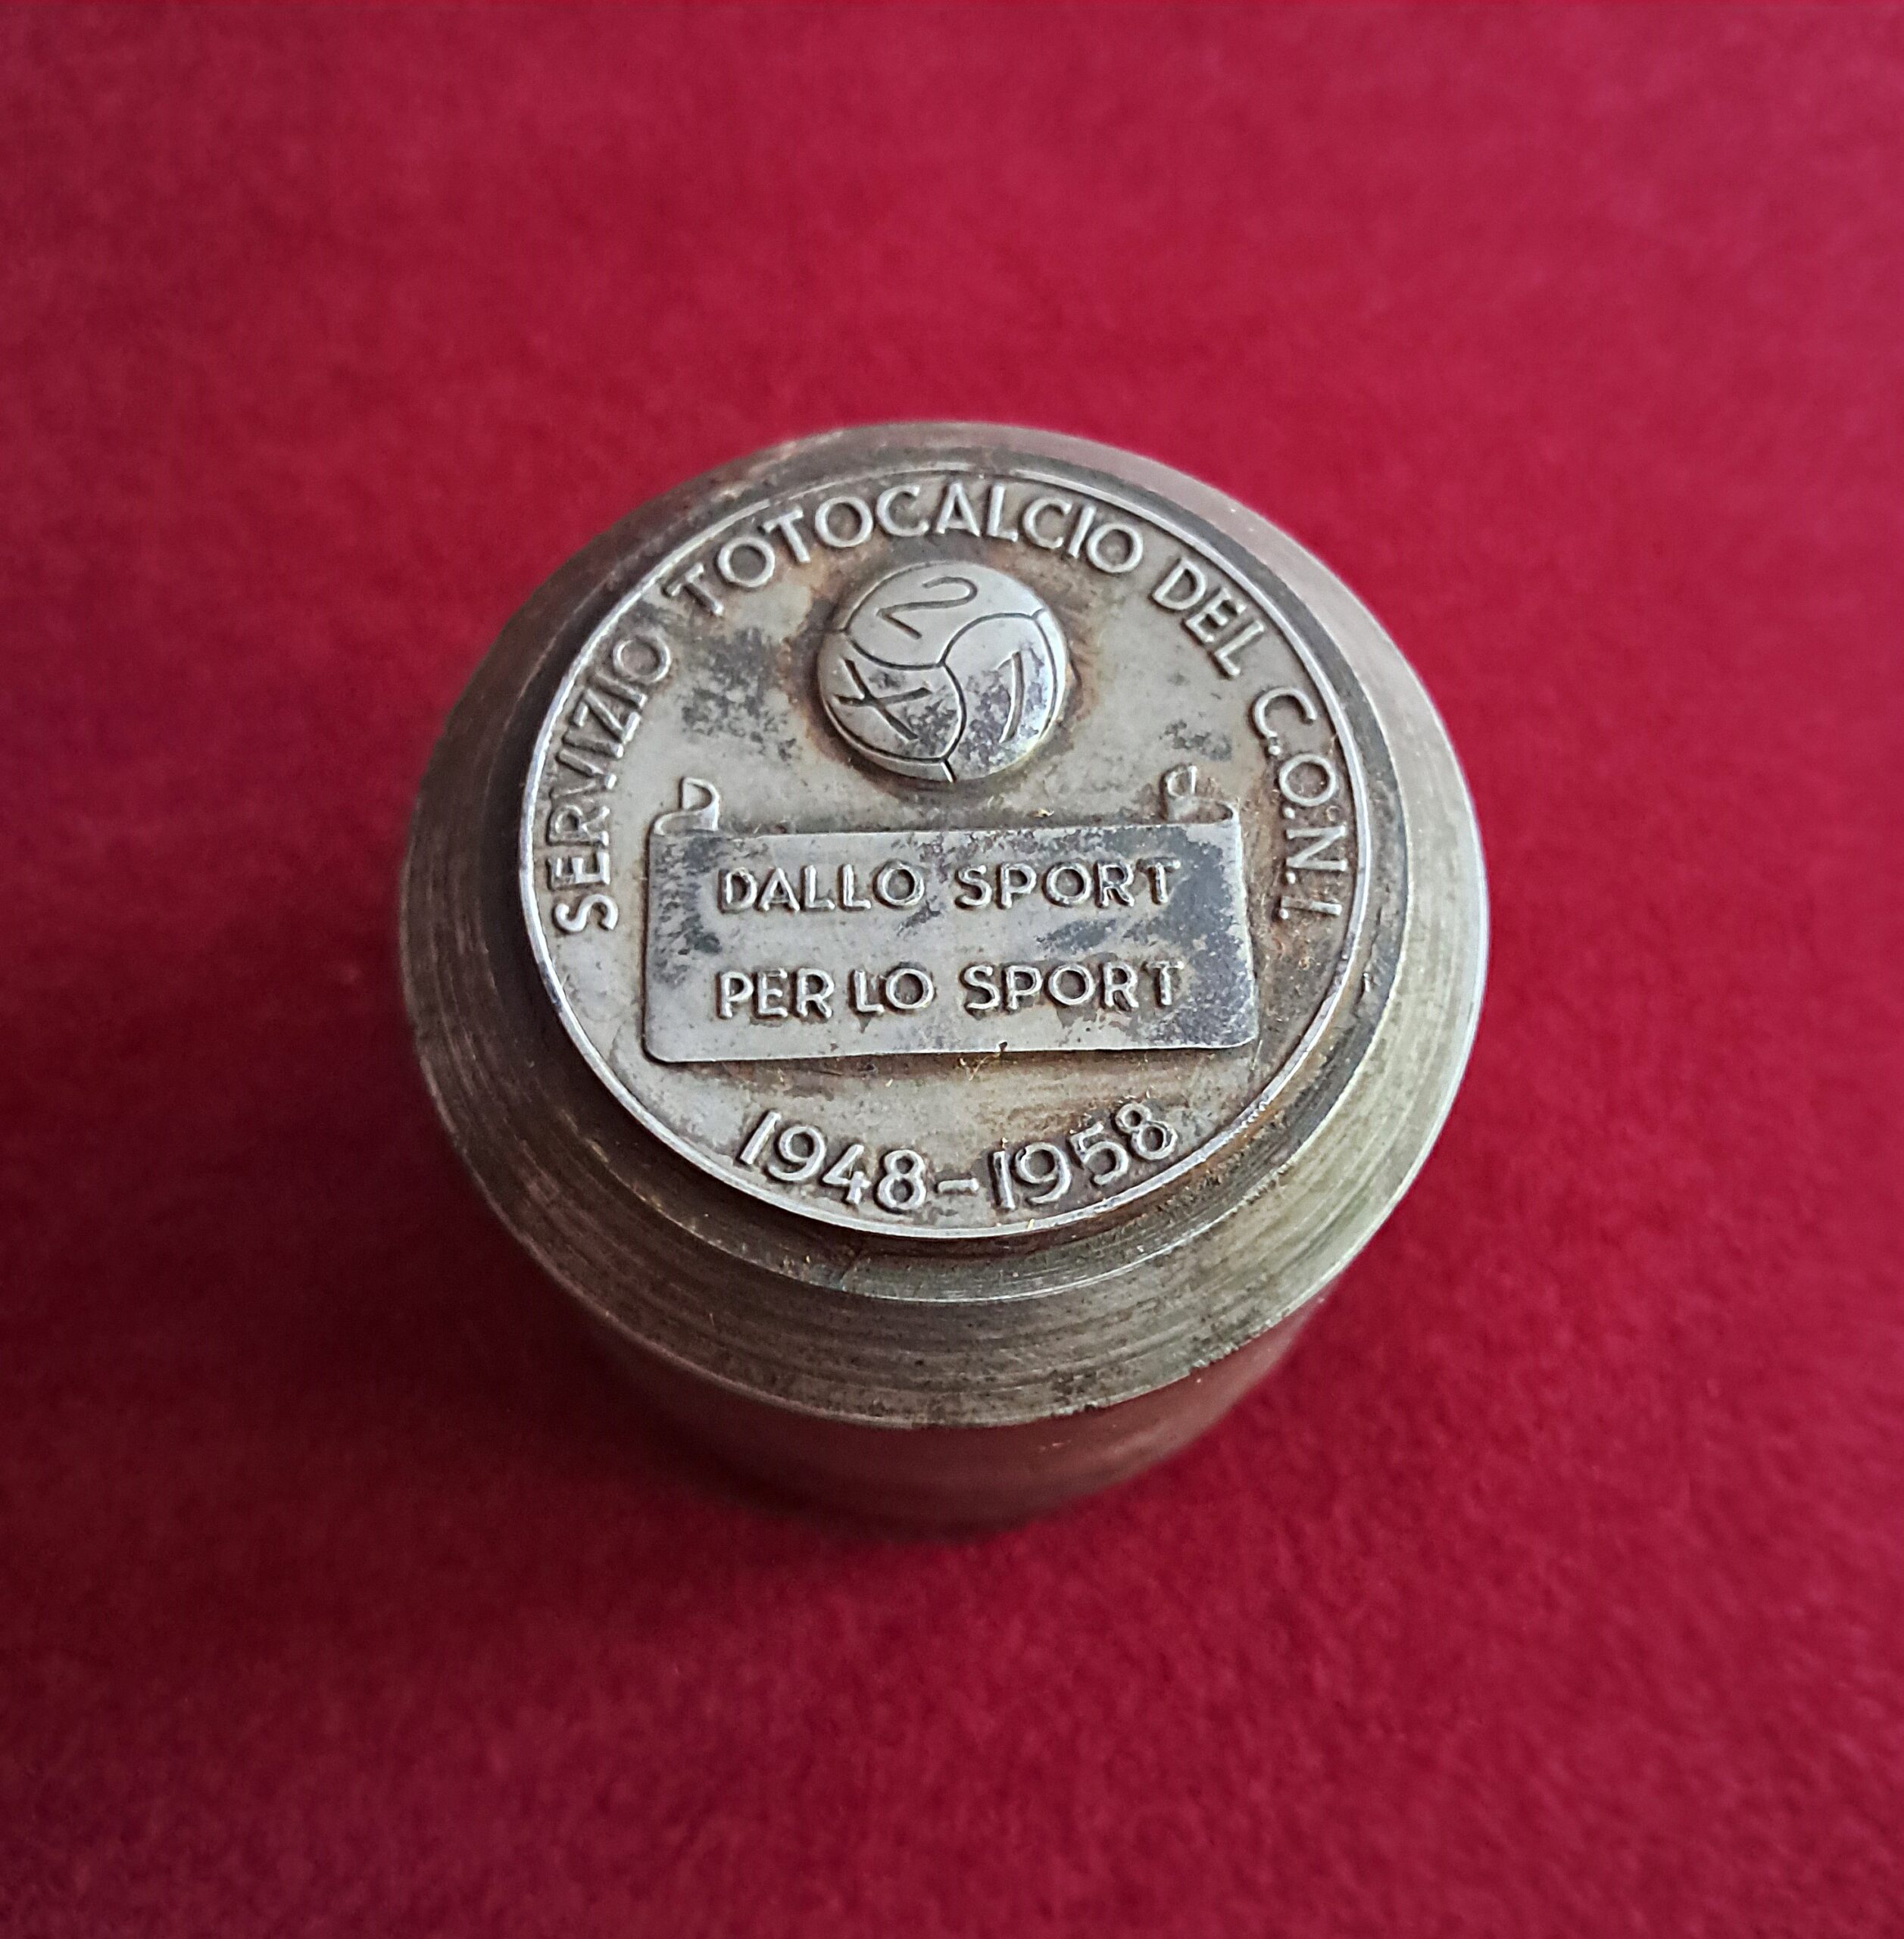 SERVIZIO TOTOCALCIO DEL C.O.N.I.
2
X 1
DALLO SPORT
PER LO SPORT
1948-1958